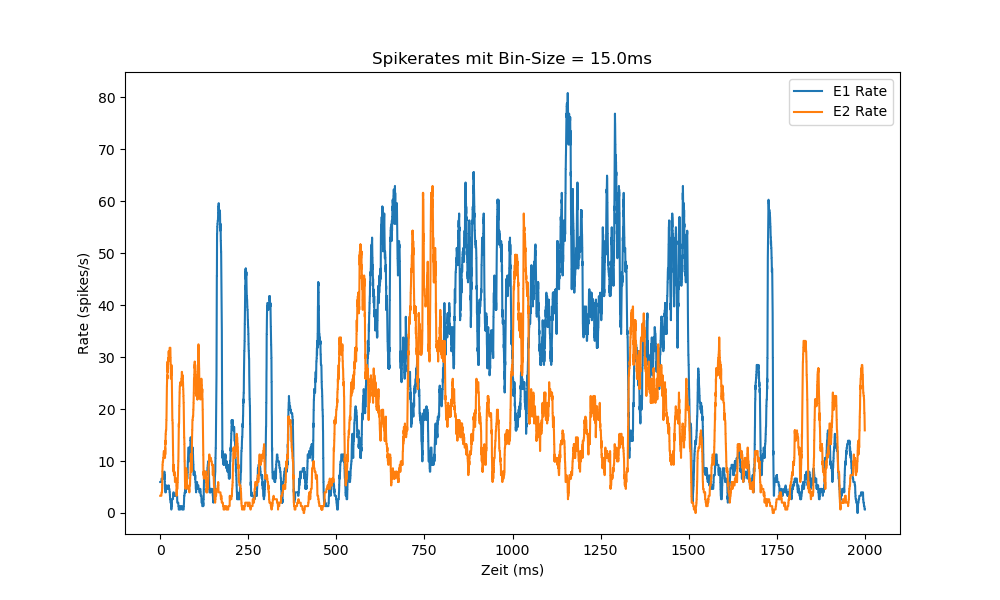 Spikerates mit Bin-Size = 15.0ms
E1 Rate
E2 Rate
80
70
60
50
40
30
20
10
0
Rate (spikes/s)
0 250 500 750 1000 1250 1500 1750 2000
Zeit (ms)